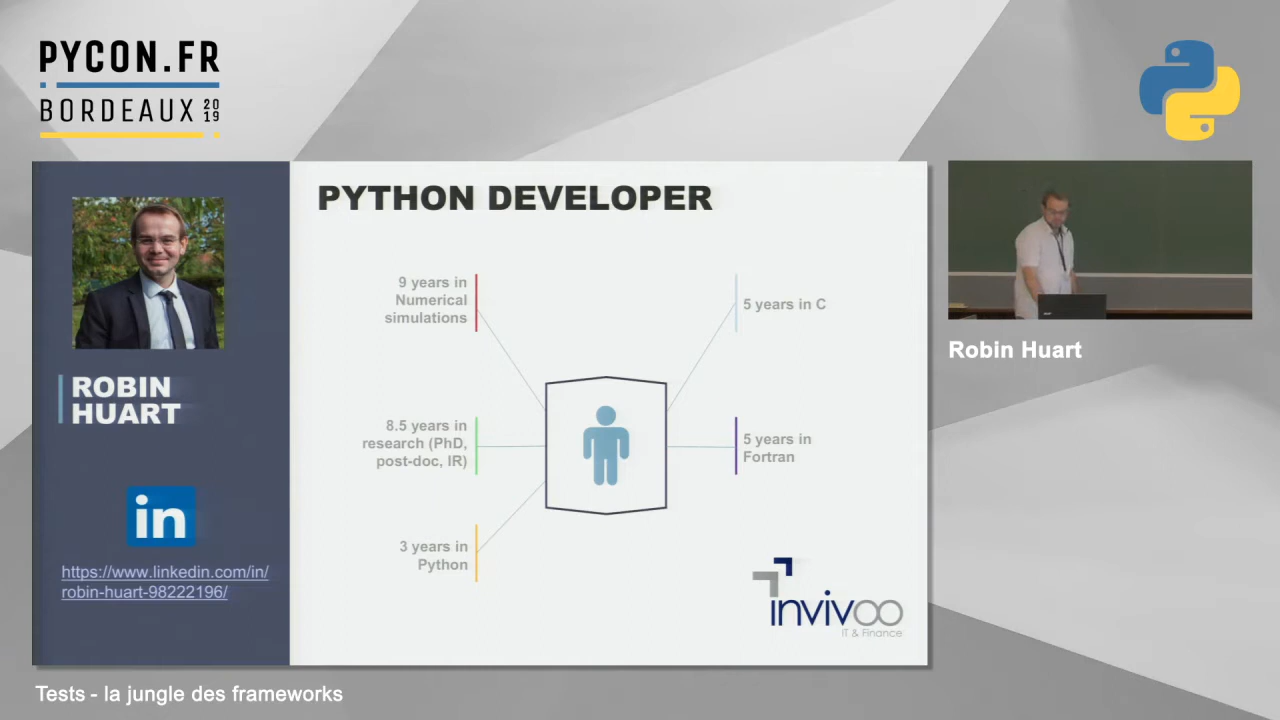 PYCON.FR
BORDEAUX 2019
PYTHON DEVELOPER
9 years in
Numerical
simulations
8.5 years in
research (PhD,
post-doc, IR)
3 years in
Python
5 years in C
5 years in
Fortran
invivoo
IT & Finance
ROBIN
HUART
in
https://www.linkedin.com/in/
robin-huart-98222196/
Robin Huart
Tests - la jungle des frameworks